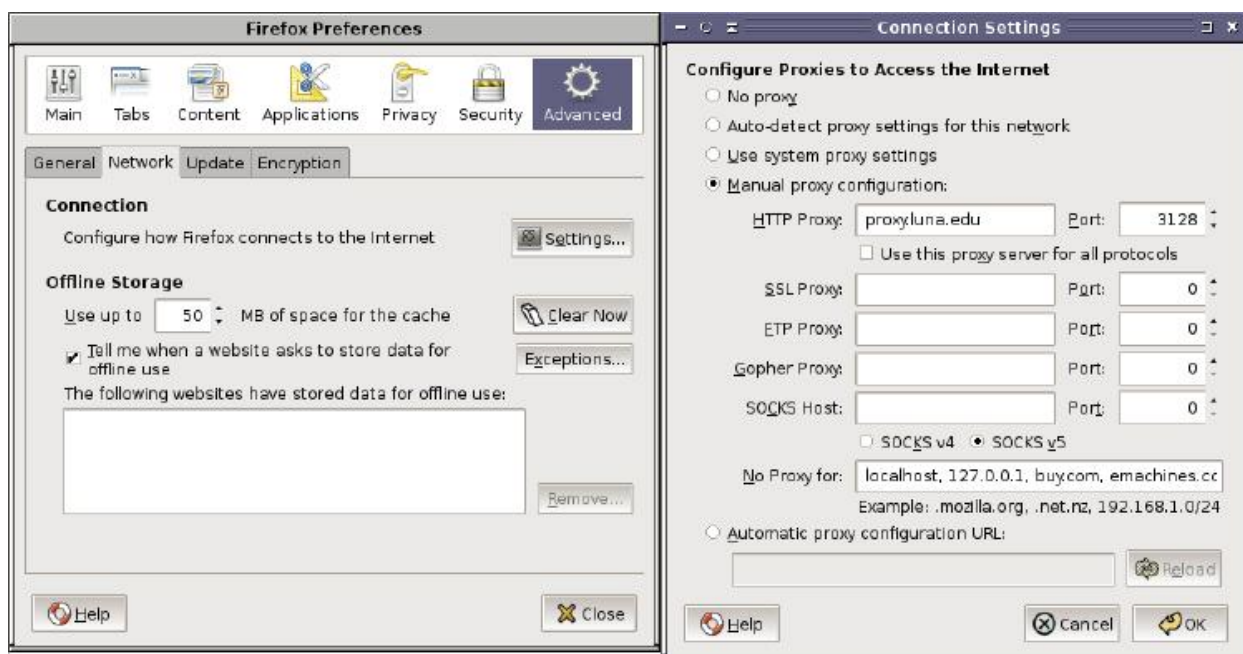 Firefox Preferences
Main Tabs Content Applications Privacy Security Advanced
General Network Update Encryption
Connection
Configure how Firefox connects to the Internet
Settings...
Offline Storage
Use up to 50 MB of space for the cache
Clear Now
Tell me when a website asks to store data for
offline use
Exceptions...
The following websites have stored data for offline use:
Remove...
Help
Close
Connection Settings
Configure Proxies to Access the Internet
No proxy
Auto-detect proxy settings for this network
Use system proxy settings
Manual proxy configuration:
HTTP Proxy: proxy.luna.edu Port: 3128
Use this proxy server for all protocols
SSL Proxy: Port: 0
FTP Proxy: Port: 0
Gopher Proxy: Port: 0
SOCKS Host: Port: 0
SOCKS v4 SOCKS v5
No Proxy for: localhost, 127.0.0.1, buy.com, emachines.cc
Example: .mozilla.org, .net.nz, 192.168.1.0/24
Automatic proxy configuration URL:
Reload
Help
Cancel
OK